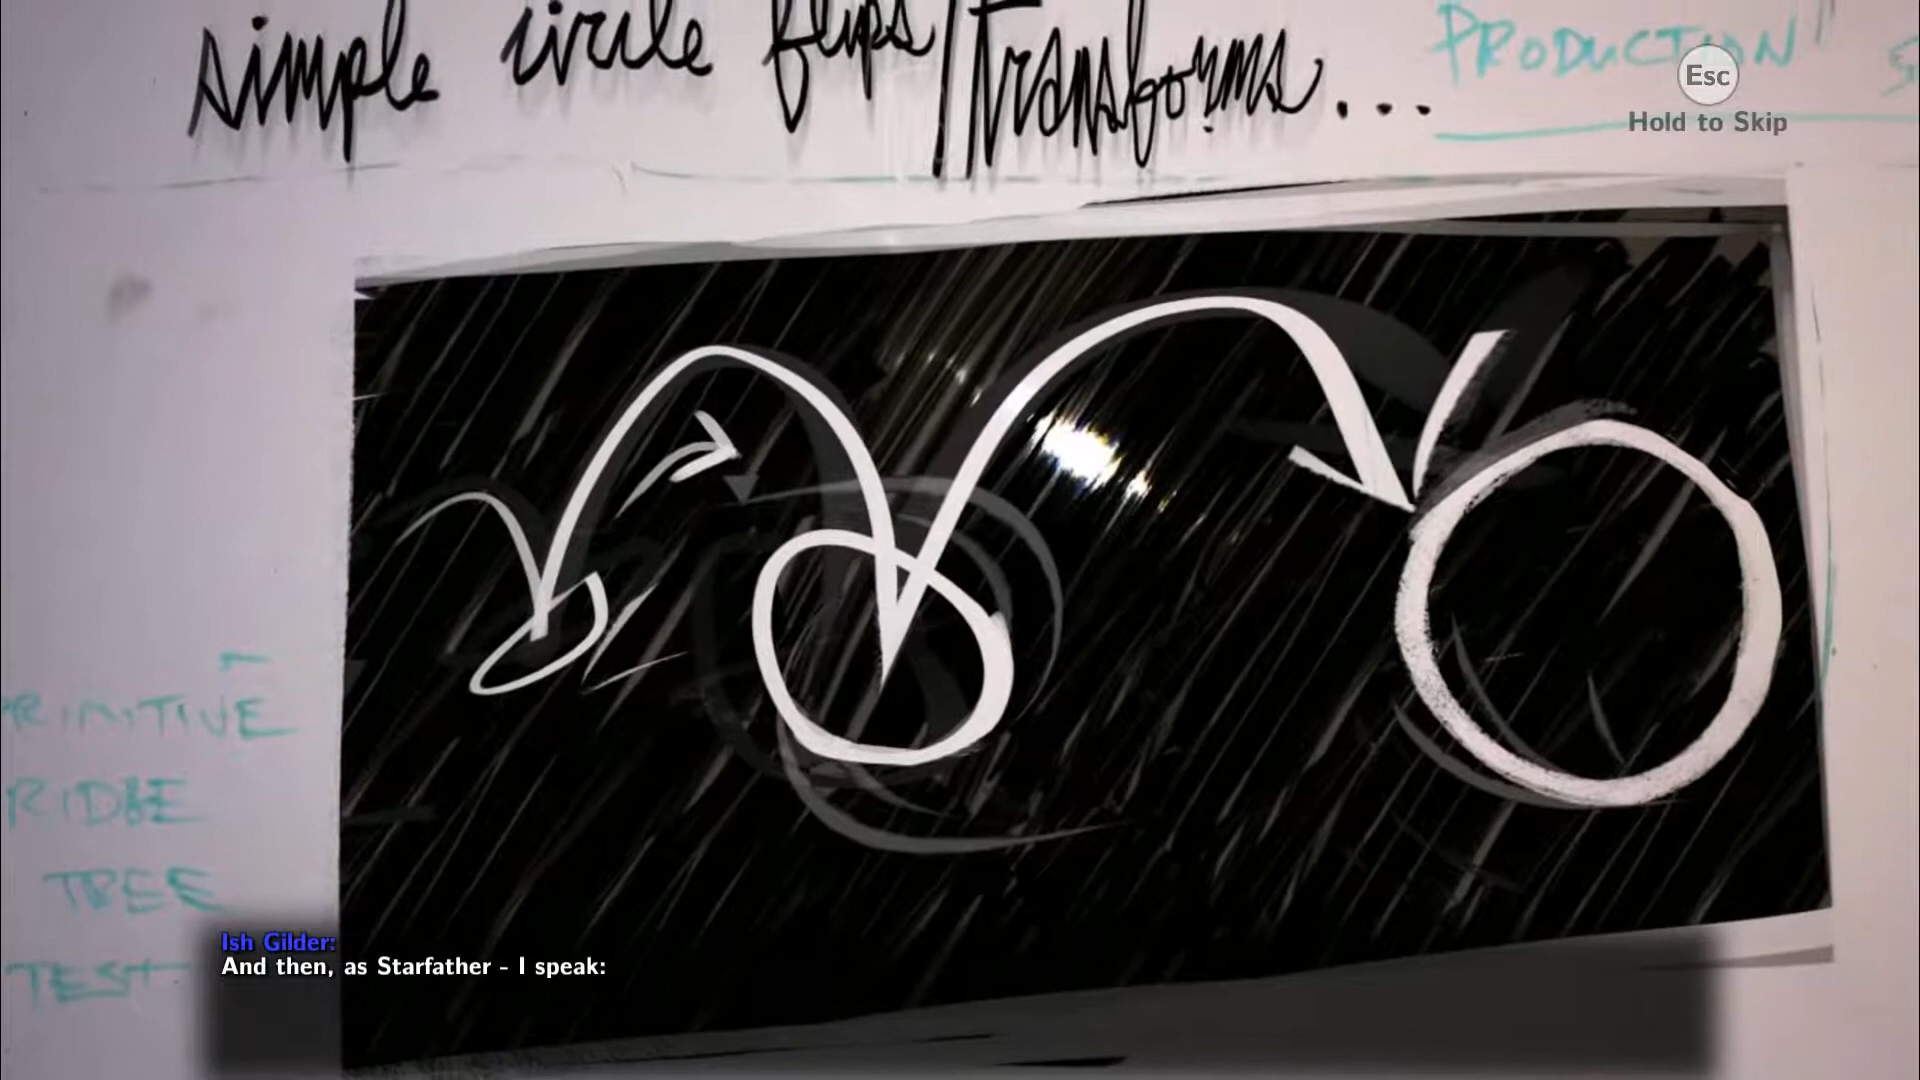 simple circle flips/Transforms...
PRODUCTION"
Esc
Hold to Skip
PRIMITIVE
RIDGE
TREE
TEST
Ish Gilder:
And then, as Starfather - I speak: